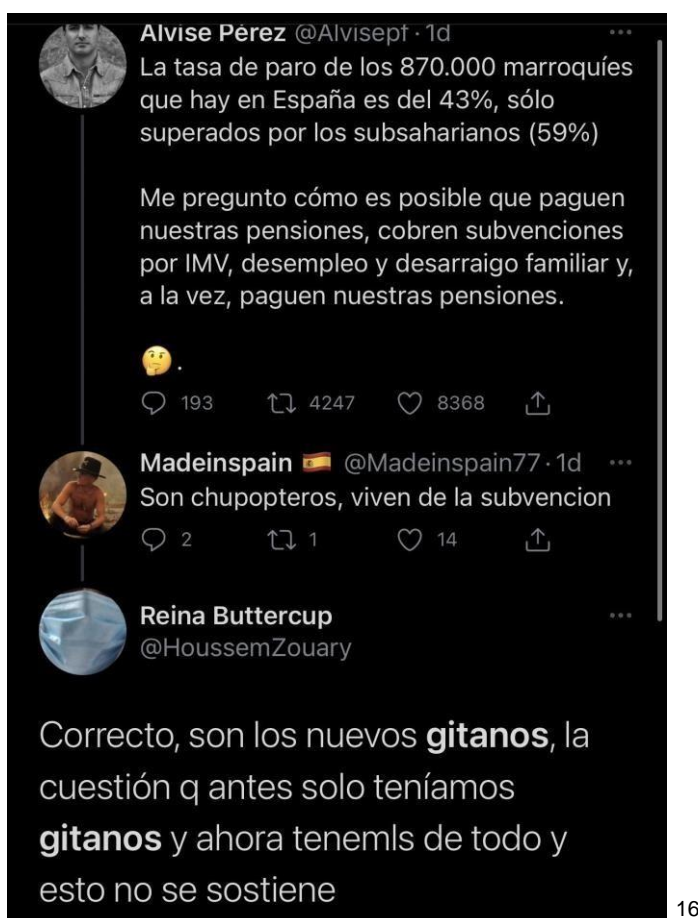 Alvise Pérez @Alvisept · 1d
La tasa de paro de los 870.000 marroquíes
que hay en España es del 43%, sólo
superados por los subsaharianos (59%)
Me pregunto cómo es posible que paguen
nuestras pensiones, cobren subvenciones
por IMV, desempleo y desarraigo familiar y,
a la vez, paguen nuestras pensiones.
🤔.
193 4247 8368
Madeinspain 🇪🇸 @Madeinspain77 · 1d
Son chupopteros, viven de la subvencion
2 1 14
Reina Buttercup
@HoussemZouary
Correcto, son los nuevos gitanos, la
cuestión q antes solo teníamos
gitanos y ahora tenemls de todo y
esto no se sostiene
16